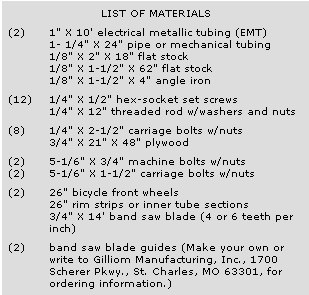 LIST OF MATERIALS
(2) 1" X 10' electrical metallic tubing (EMT)
1- 1/4" X 24" pipe or mechanical tubing
1/8" X 2" X 18" flat stock
1/8" X 1-1/2" X 62" flat stock
1/8" X 1-1/2" X 4" angle iron
(12) 1/4" X 1/2" hex-socket set screws
1/4" X 12" threaded rod w/washers and nuts
(8) 1/4" X 2-1/2" carriage bolts w/nuts
3/4" X 21" X 48" plywood
(2) 5-1/6" X 3/4" machine bolts w/nuts
(2) 5-1/6" X 1-1/2" carriage bolts w/nuts
(2) 26" bicycle front wheels
26" rim strips or inner tube sections
3/4" X 14' band saw blade (4 or 6 teeth per
inch)
(2) band saw blade guides (Make your own or
write to Gilliom Manufacturing, Inc., 1700
Scherer Pkwy., St. Charles, MO 63301, for
ordering information.)